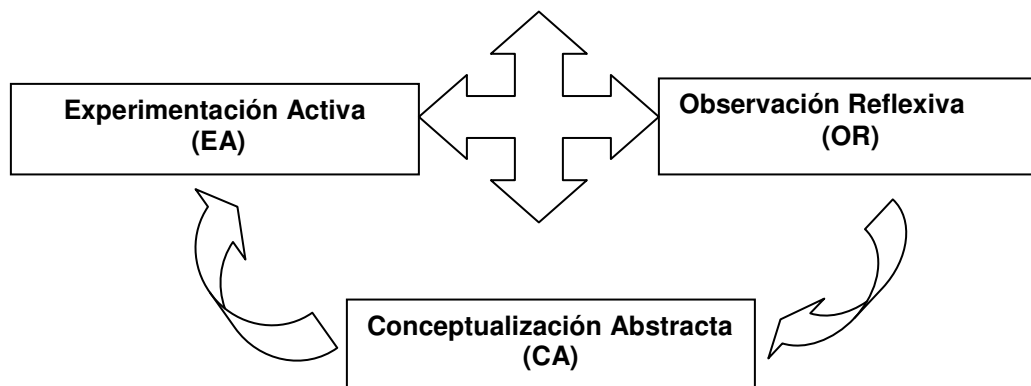 Experimentación Activa
(EA)
Observación Reflexiva
(OR)
Conceptualización Abstracta
(CA)